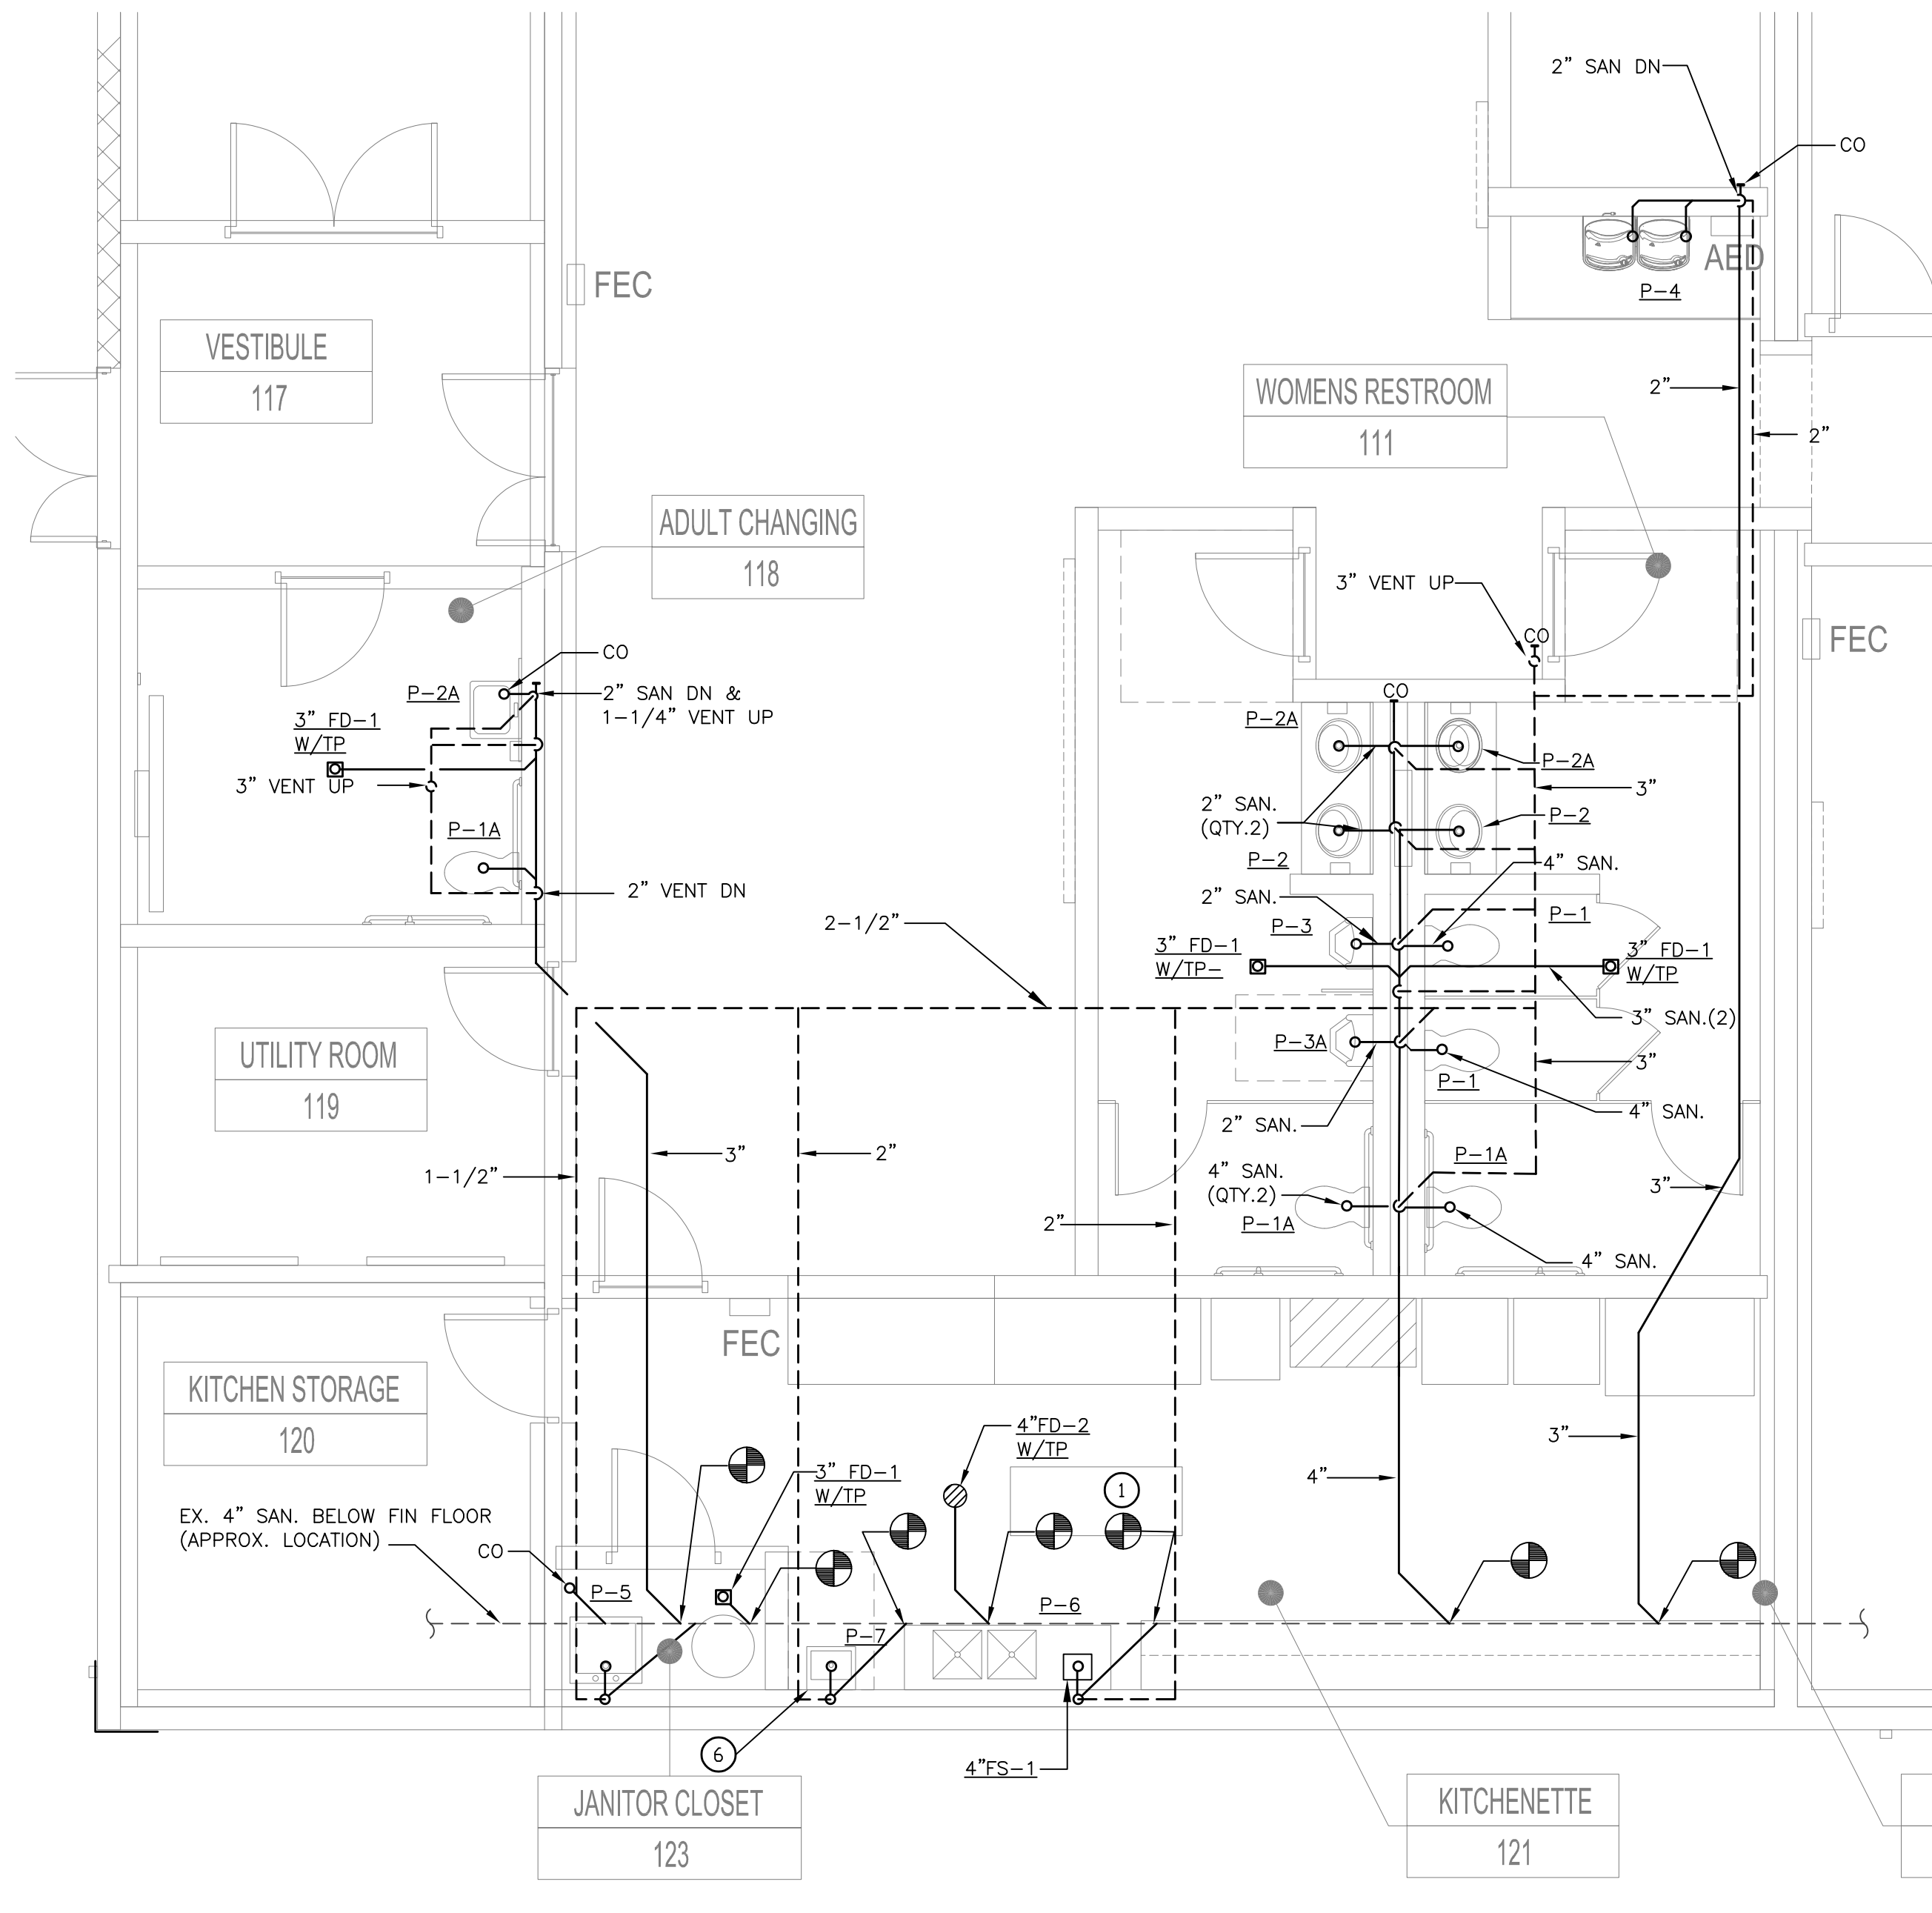 2” SAN DN
CO
FEC
AED
P-4
VESTIBULE
117
WOMENS RESTROOM
111
2”
2”
ADULT CHANGING
118
3” VENT UP
CO
FEC
CO
P-2A
2” SAN DN &
1-1/4” VENT UP
3” FD-1
W/TP
3” VENT UP
P-1A
2” VENT DN
CO
P-2A
P-2A
3”
2” SAN.
(QTY.2)
P-2
P-2
4” SAN.
2” SAN.
P-1
P-3
2-1/2”
3” FD-1
W/TP-
3” FD-1
W/TP
3” SAN.(2)
P-3A
3”
P-1
4” SAN.
2” SAN.
UTILITY ROOM
119
3”
2”
P-1A
1-1/2”
4” SAN.
(QTY.2)
3”
2”
P-1A
4” SAN.
FEC
KITCHEN STORAGE
120
4”FD-2
W/TP
3”
3” FD-1
W/TP
4”
1
EX. 4” SAN. BELOW FIN FLOOR
(APPROX. LOCATION)
CO
P-5
P-6
P-7
6
4”FS-1
JANITOR CLOSET
123
KITCHENETTE
121